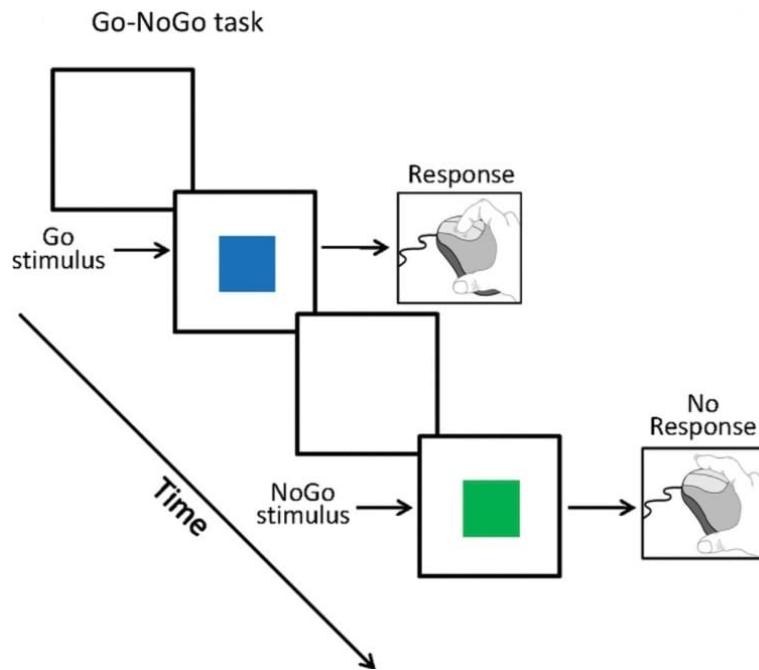 Go-NoGo task
Response
Go
stimulus
No
Response
NoGo
stimulus
Time